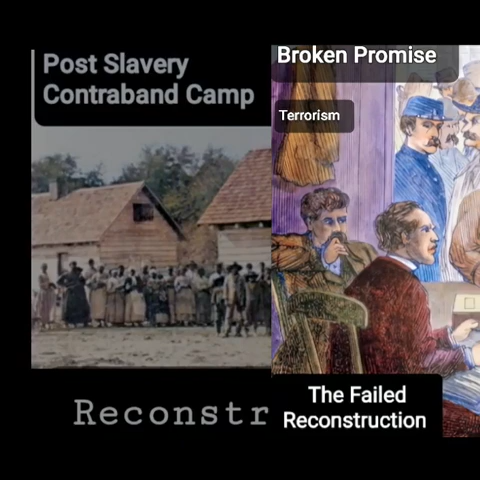 Post Slavery
Contraband Camp
Broken Promise
Terrorism
Reconstr
The Failed
Reconstruction